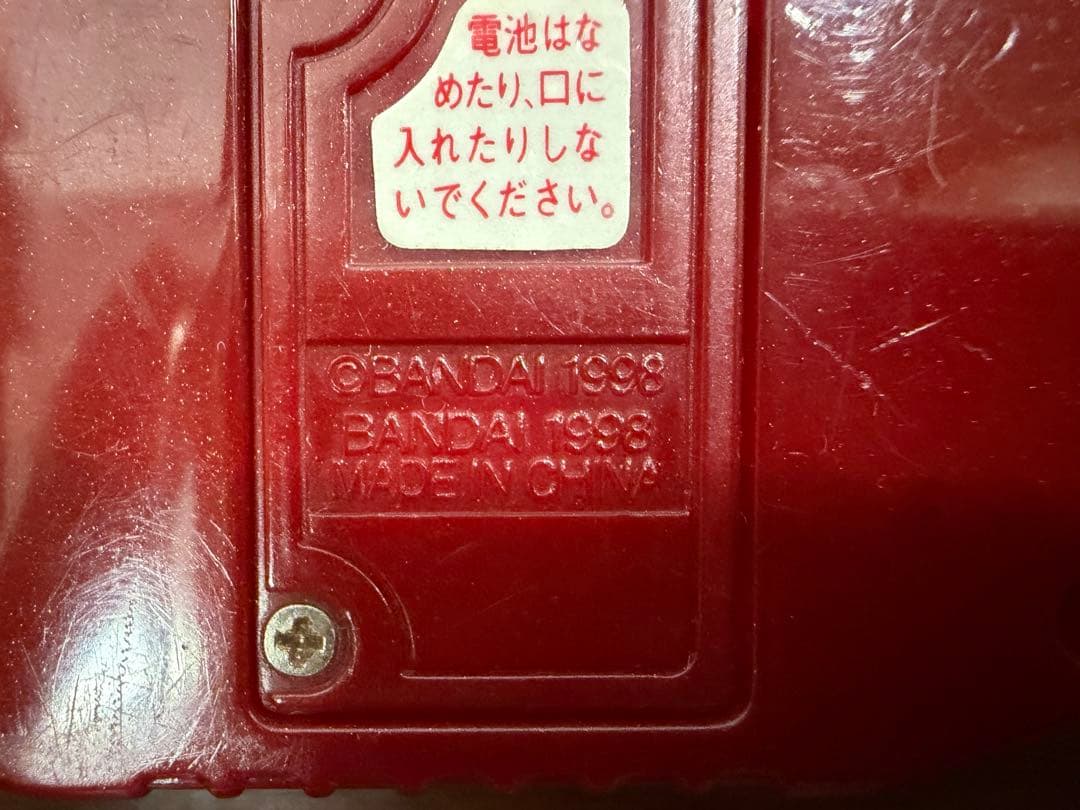 電池はな
めたり、口に
入れたりしな
いでください。
©BANDAI 1998
BANDAI 1998
MADE IN CHINA